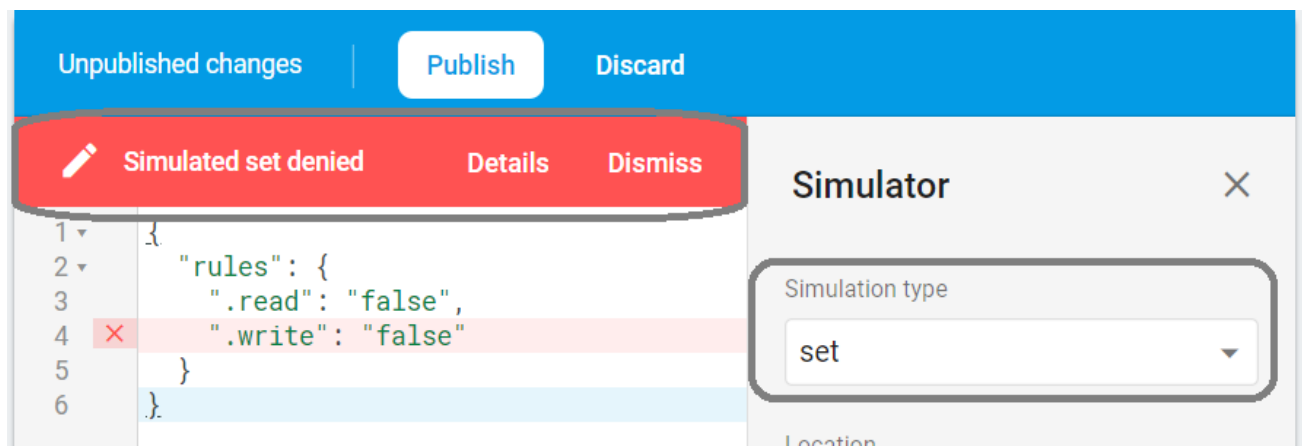 Unpublished changes Publish Discard
Simulated set denied Details Dismiss
Simulator
1 {
2 "rules": {
3 ".read": "false",
4 ".write": "false"
5 }
6 }
Simulation type
set
Location